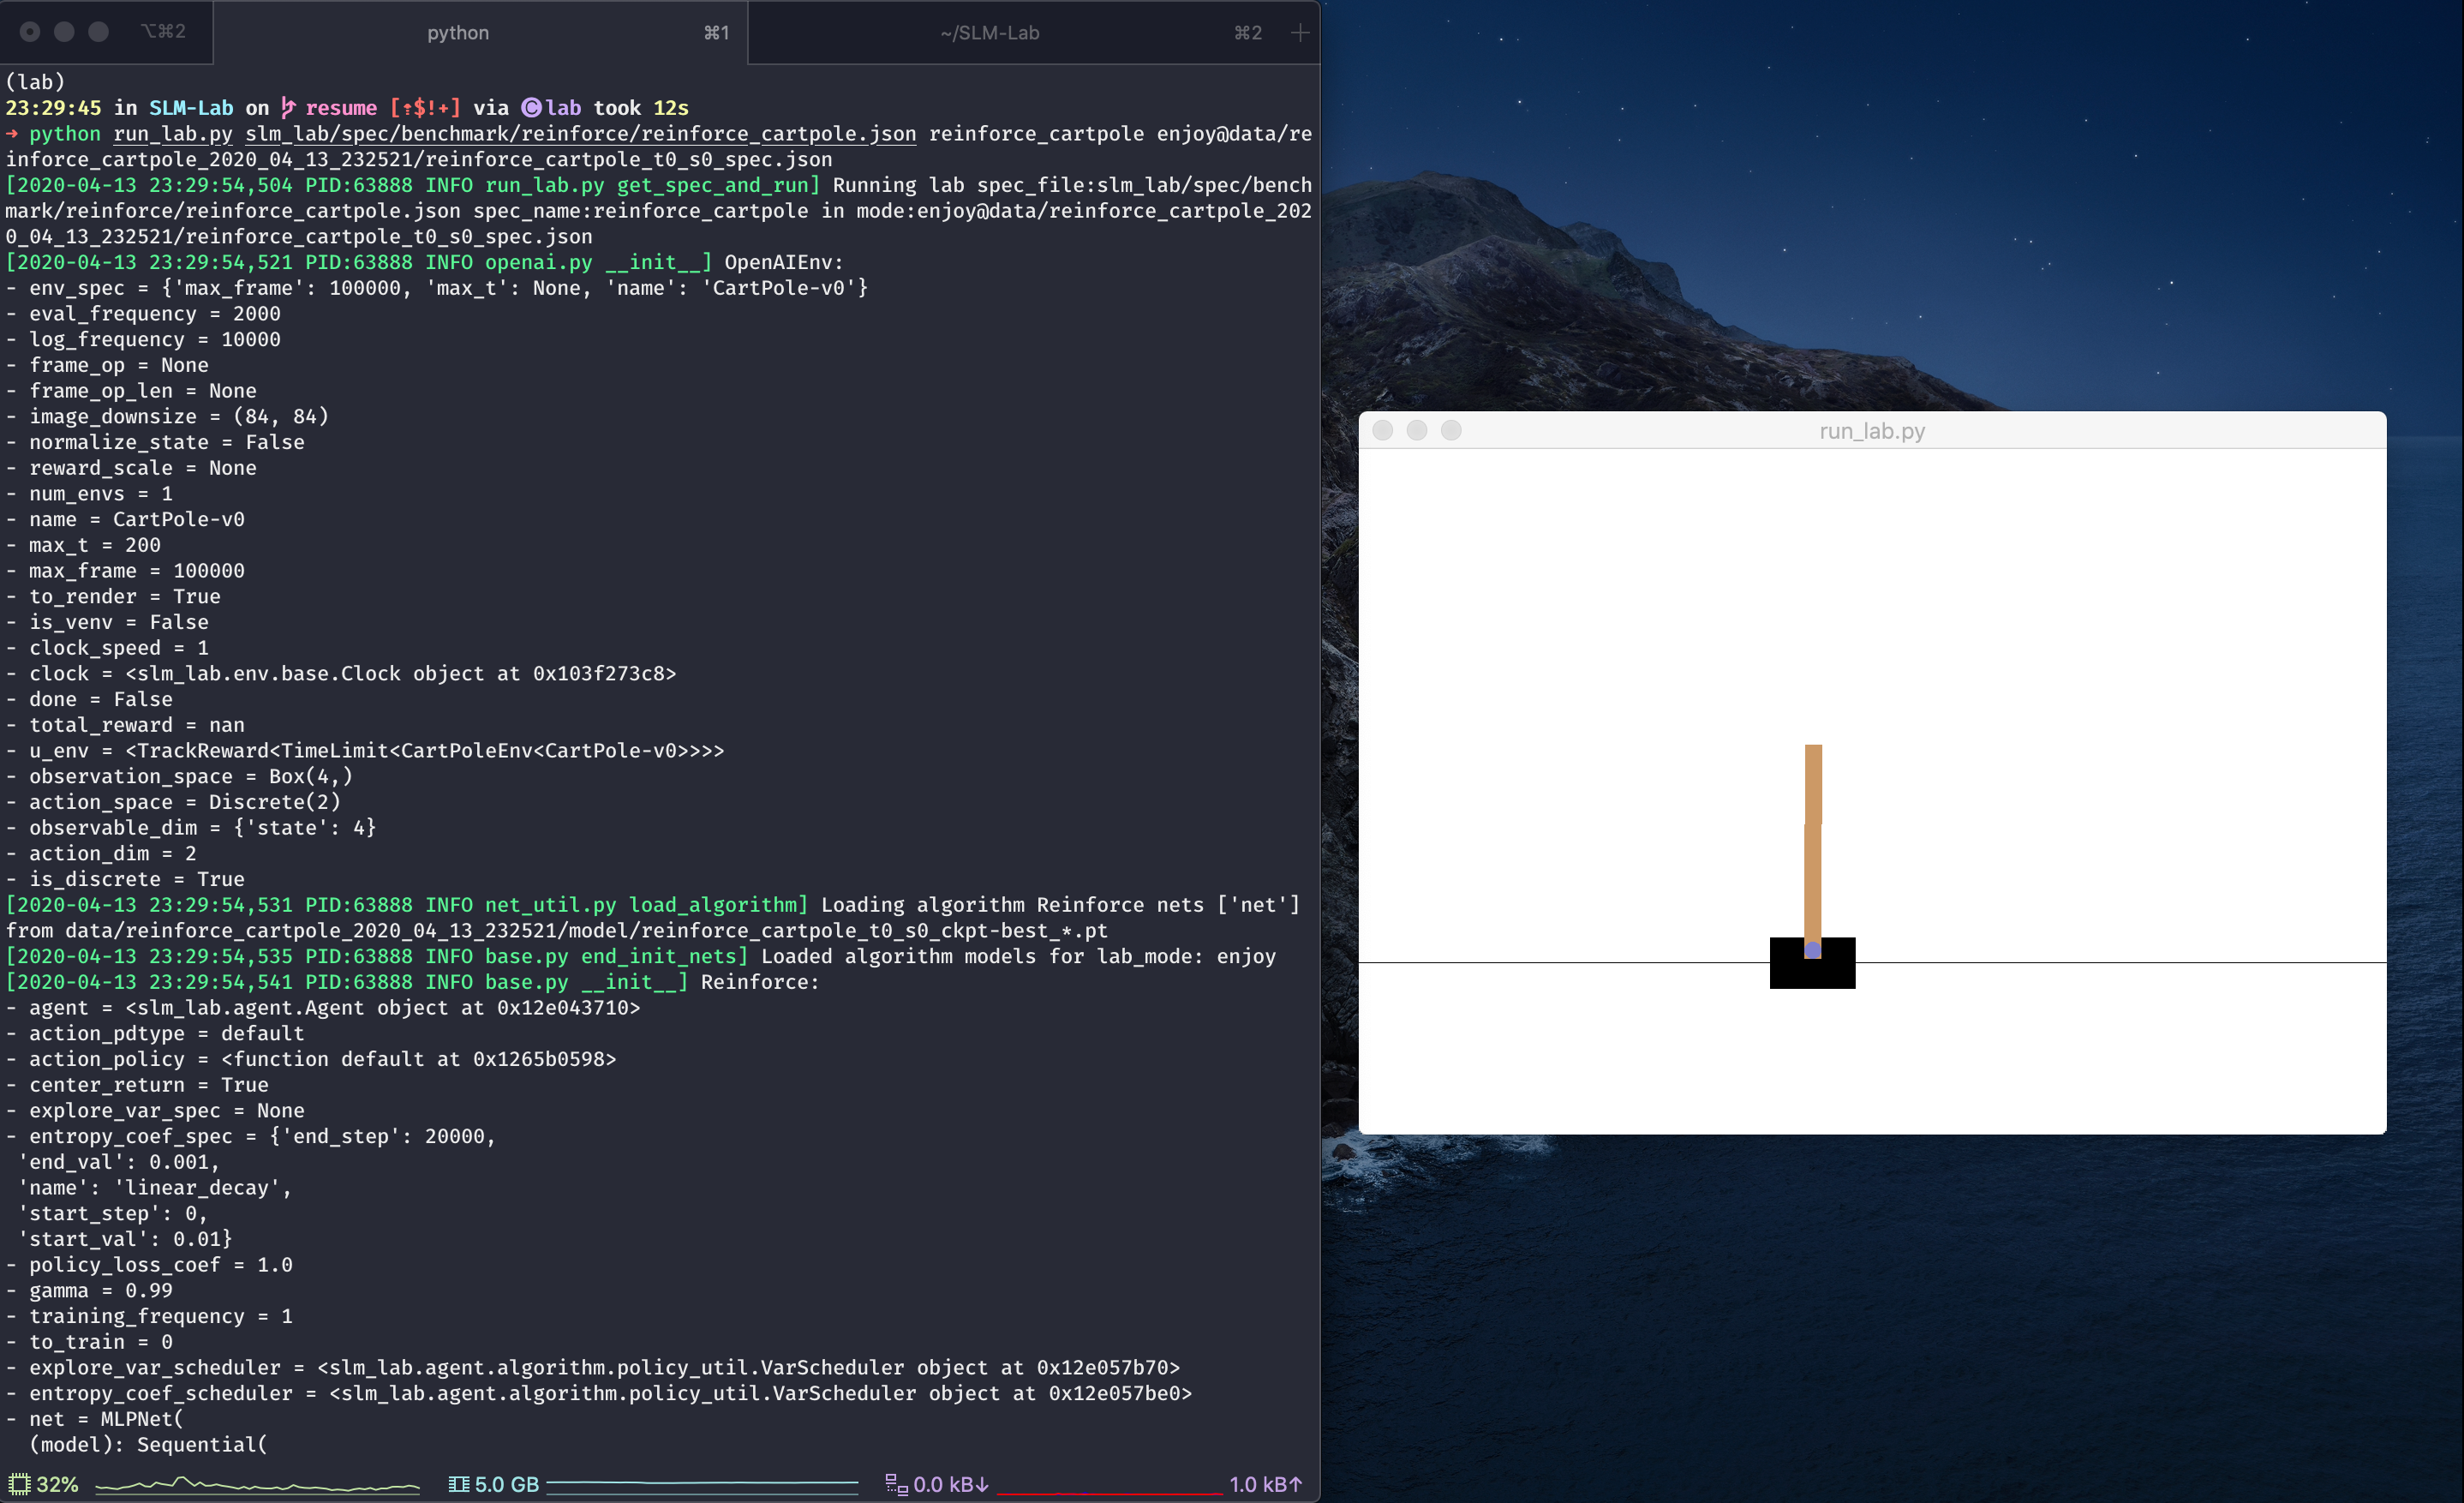 ⌥⌘2 python ⌘1 ~/SLM-Lab ⌘2 +
(lab)
23:29:45 in SLM-Lab on resume [⇡$!+] via Ⓒ lab took 12s
➜ python run_lab.py slm_lab/spec/benchmark/reinforce/reinforce_cartpole.json reinforce_cartpole enjoy@data/re
inforce_cartpole_2020_04_13_232521/reinforce_cartpole_t0_s0_spec.json
[2020-04-13 23:29:54,504 PID:63888 INFO run_lab.py get_spec_and_run] Running lab spec_file:slm_lab/spec/bench
mark/reinforce/reinforce_cartpole.json spec_name:reinforce_cartpole in mode:enjoy@data/reinforce_cartpole_202
0_04_13_232521/reinforce_cartpole_t0_s0_spec.json
[2020-04-13 23:29:54,521 PID:63888 INFO openai.py __init__] OpenAIEnv:
- env_spec = {'max_frame': 100000, 'max_t': None, 'name': 'CartPole-v0'}
- eval_frequency = 2000
- log_frequency = 10000
- frame_op = None
- frame_op_len = None
- image_downsize = (84, 84)
- normalize_state = False
- reward_scale = None
- num_envs = 1
- name = CartPole-v0
- max_t = 200
- max_frame = 100000
- to_render = True
- is_venv = False
- clock_speed = 1
- clock = <slm_lab.env.base.Clock object at 0x103f273c8>
- done = False
- total_reward = nan
- u_env = <TrackReward<TimeLimit<CartPoleEnv<CartPole-v0>>>>
- observation_space = Box(4,)
- action_space = Discrete(2)
- observable_dim = {'state': 4}
- action_dim = 2
- is_discrete = True
[2020-04-13 23:29:54,531 PID:63888 INFO net_util.py load_algorithm] Loading algorithm Reinforce nets ['net']
from data/reinforce_cartpole_2020_04_13_232521/model/reinforce_cartpole_t0_s0_ckpt-best_*.pt
[2020-04-13 23:29:54,535 PID:63888 INFO base.py end_init_nets] Loaded algorithm models for lab_mode: enjoy
[2020-04-13 23:29:54,541 PID:63888 INFO base.py __init__] Reinforce:
- agent = <slm_lab.agent.Agent object at 0x12e043710>
- action_pdtype = default
- action_policy = <function default at 0x1265b0598>
- center_return = True
- explore_var_spec = None
- entropy_coef_spec = {'end_step': 20000,
'end_val': 0.001,
'name': 'linear_decay',
'start_step': 0,
'start_val': 0.01}
- policy_loss_coef = 1.0
- gamma = 0.99
- training_frequency = 1
- to_train = 0
- explore_var_scheduler = <slm_lab.agent.algorithm.policy_util.VarScheduler object at 0x12e057b70>
- entropy_coef_scheduler = <slm_lab.agent.algorithm.policy_util.VarScheduler object at 0x12e057be0>
- net = MLPNet(
(model): Sequential(
32% 5.0 GB 0.0 kB↓ 1.0 kB↑
run_lab.py